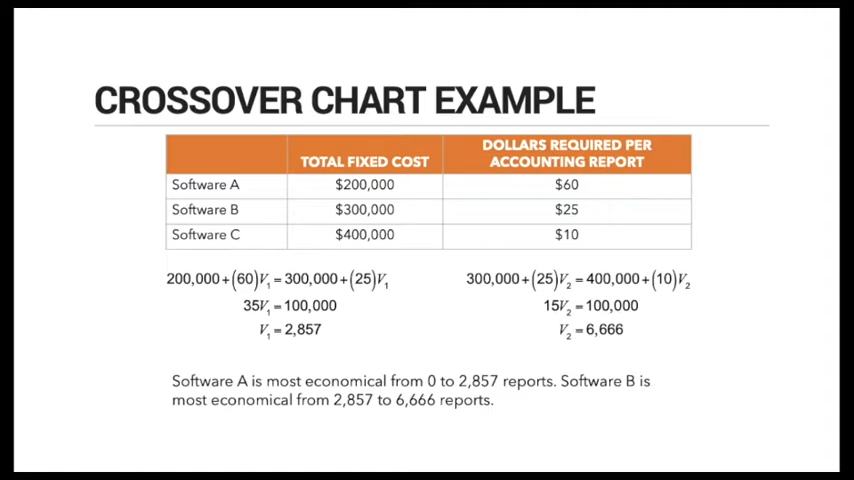 CROSSOVER CHART EXAMPLE
TOTAL FIXED COST DOLLARS REQUIRED PER ACCOUNTING REPORT
Software A $200,000 $60
Software B $300,000 $25
Software C $400,000 $10
200,000+(60)V₁=300,000+(25)V₁
35V₁=100,000
V₁=2,857
300,000+(25)V₂=400,000+(10)V₂
15V₂=100,000
V₂=6,666
Software A is most economical from 0 to 2,857 reports. Software B is
most economical from 2,857 to 6,666 reports.